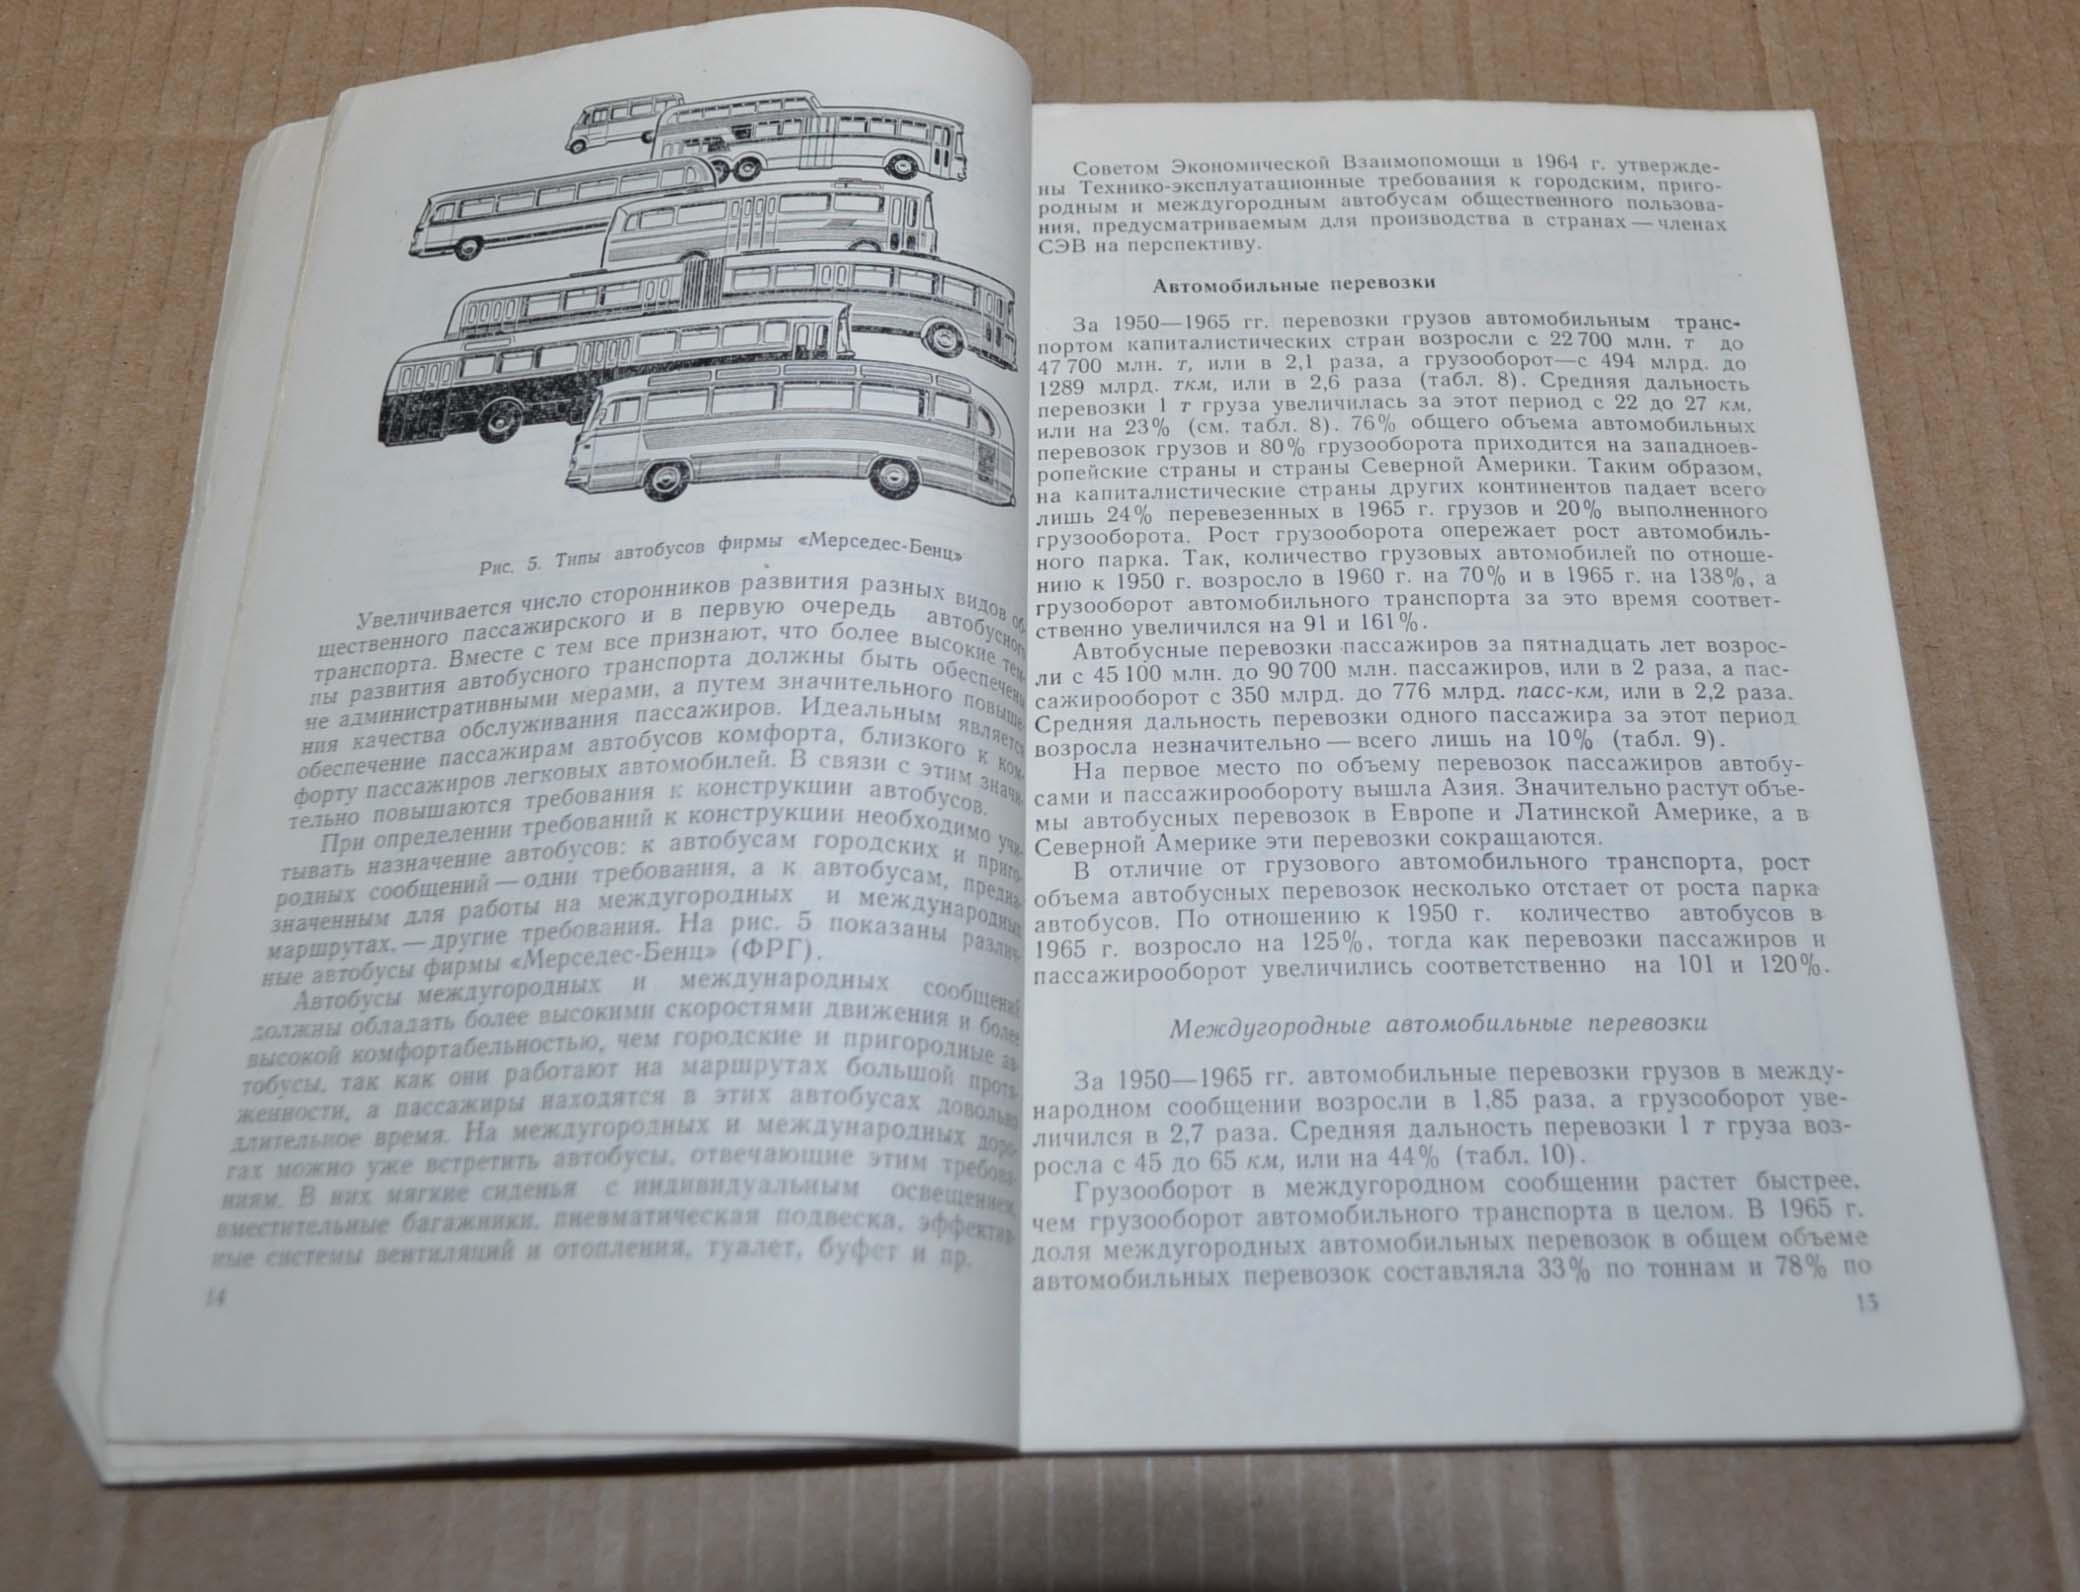 Рис. 5. Типы автобусов фирмы «Мерседес-Бенц»
Увеличивается число сторонников развития разных видов об-
щественного пассажирского и в первую очередь автобусного
транспорта. Вместе с тем все признают, что более высокие тем-
пы развития автобусного транспорта должны быть обеспечены
не административными мерами, а путем значительного повыше-
ния качества обслуживания пассажиров. Идеальным является
обеспечение пассажирам автобусов комфорта, близкого к ком-
форту пассажиров легковых автомобилей. В связи с этим значи-
тельно повышаются требования к конструкции автобусов.
При определении требований к конструкции необходимо учи-
тывать назначение автобусов: к автобусам городских и приго-
родных сообщений — одни требования, а к автобусам, предна-
значенным для работы на междугородных и международных
маршрутах, — другие требования. На рис. 5 показаны различ-
ные автобусы фирмы «Мерседес-Бенц» (ФРГ).
Автобусы междугородных и международных сообщений
должны обладать более высокими скоростями движения и более
высокой комфортабельностью, чем городские и пригородные ав-
тобусы, так как они работают на маршрутах большой протя-
женности, а пассажиры находятся в этих автобусах довольно
длительное время. На междугородных и международных доро-
гах можно уже встретить автобусы, отвечающие этим требова-
ниям. В них мягкие сиденья с индивидуальным освещением,
вместительные багажники, пневматическая подвеска, эффектив-
ные системы вентиляций и отопления, туалет, буфет и пр.
14
Советом Экономической Взаимопомощи в 1964 г. утвержде-
ны Технико-эксплуатационные требования к городским, приго-
родным и междугородным автобусам общественного пользова-
ния, предусматриваемым для производства в странах — членах
СЭВ на перспективу.
Автомобильные перевозки
За 1950—1965 гг. перевозки грузов автомобильным транс-
портом капиталистических стран возросли с 22 700 млн. т до
47 700 млн. т, или в 2,1 раза, а грузооборот—с 494 млрд. до
1289 млрд. ткм, или в 2,6 раза (табл. 8). Средняя дальность
перевозки 1 т груза увеличилась за этот период с 22 до 27 км,
или на 23% (см. табл. 8). 76% общего объема автомобильных
перевозок грузов и 80% грузооборота приходится на западноев-
ропейские страны и страны Северной Америки. Таким образом,
на капиталистические страны других континентов падает всего
лишь 24% перевезенных в 1965 г. грузов и 20% выполненного
грузооборота. Рост грузооборота опережает рост автомобиль-
ного парка. Так, количество грузовых автомобилей по отноше-
нию к 1950 г. возросло в 1960 г. на 70% и в 1965 г. на 138%, а
грузооборот автомобильного транспорта за это время соответ-
ственно увеличился на 91 и 161%.
Автобусные перевозки пассажиров за пятнадцать лет возрос-
ли с 45 100 млн. до 90 700 млн. пассажиров, или в 2 раза, а пас-
сажирооборот с 350 млрд. до 776 млрд. пасс-км, или в 2,2 раза.
Средняя дальность перевозки одного пассажира за этот период
возросла незначительно — всего лишь на 10% (табл. 9).
На первое место по объему перевозок пассажиров автобу-
сами и пассажирообороту вышла Азия. Значительно растут объе-
мы автобусных перевозок в Европе и Латинской Америке, а в
Северной Америке эти перевозки сокращаются.
В отличие от грузового автомобильного транспорта, рост
объема автобусных перевозок несколько отстает от роста парка
автобусов. По отношению к 1950 г. количество автобусов в
1965 г. возросло на 125%, тогда как перевозки пассажиров и
пассажирооборот увеличились соответственно на 101 и 120%.
Междугородные автомобильные перевозки
За 1950—1965 гг. автомобильные перевозки грузов в между-
народном сообщении возросли в 1,85 раза, а грузооборот уве-
личился в 2,7 раза. Средняя дальность перевозки 1 т груза воз-
росла с 45 до 65 км, или на 44% (табл. 10).
Грузооборот в междугородном сообщении растет быстрее,
чем грузооборот автомобильного транспорта в целом. В 1965 г.
доля междугородных автомобильных перевозок в общем объеме
автомобильных перевозок составляла 33% по тоннам и 78% по
15